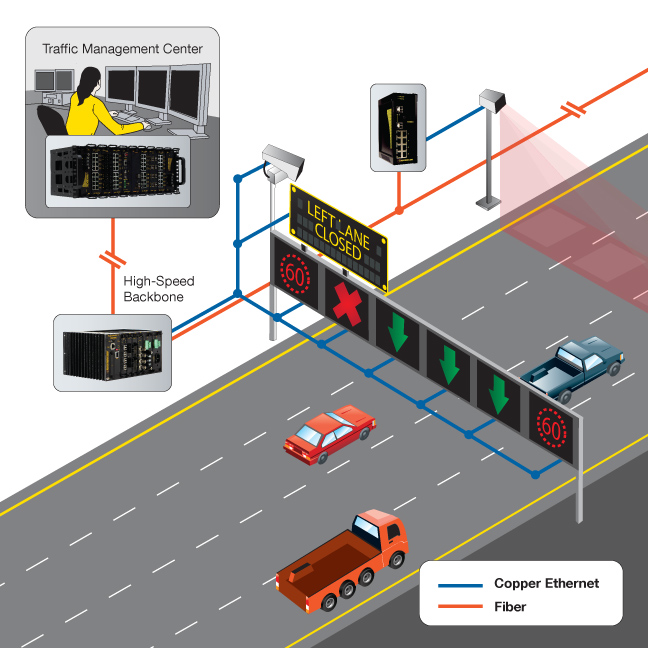 Traffic Management Center
LEFT LANE
CLOSED
60
High-Speed
Backbone
60
Copper Ethernet
Fiber